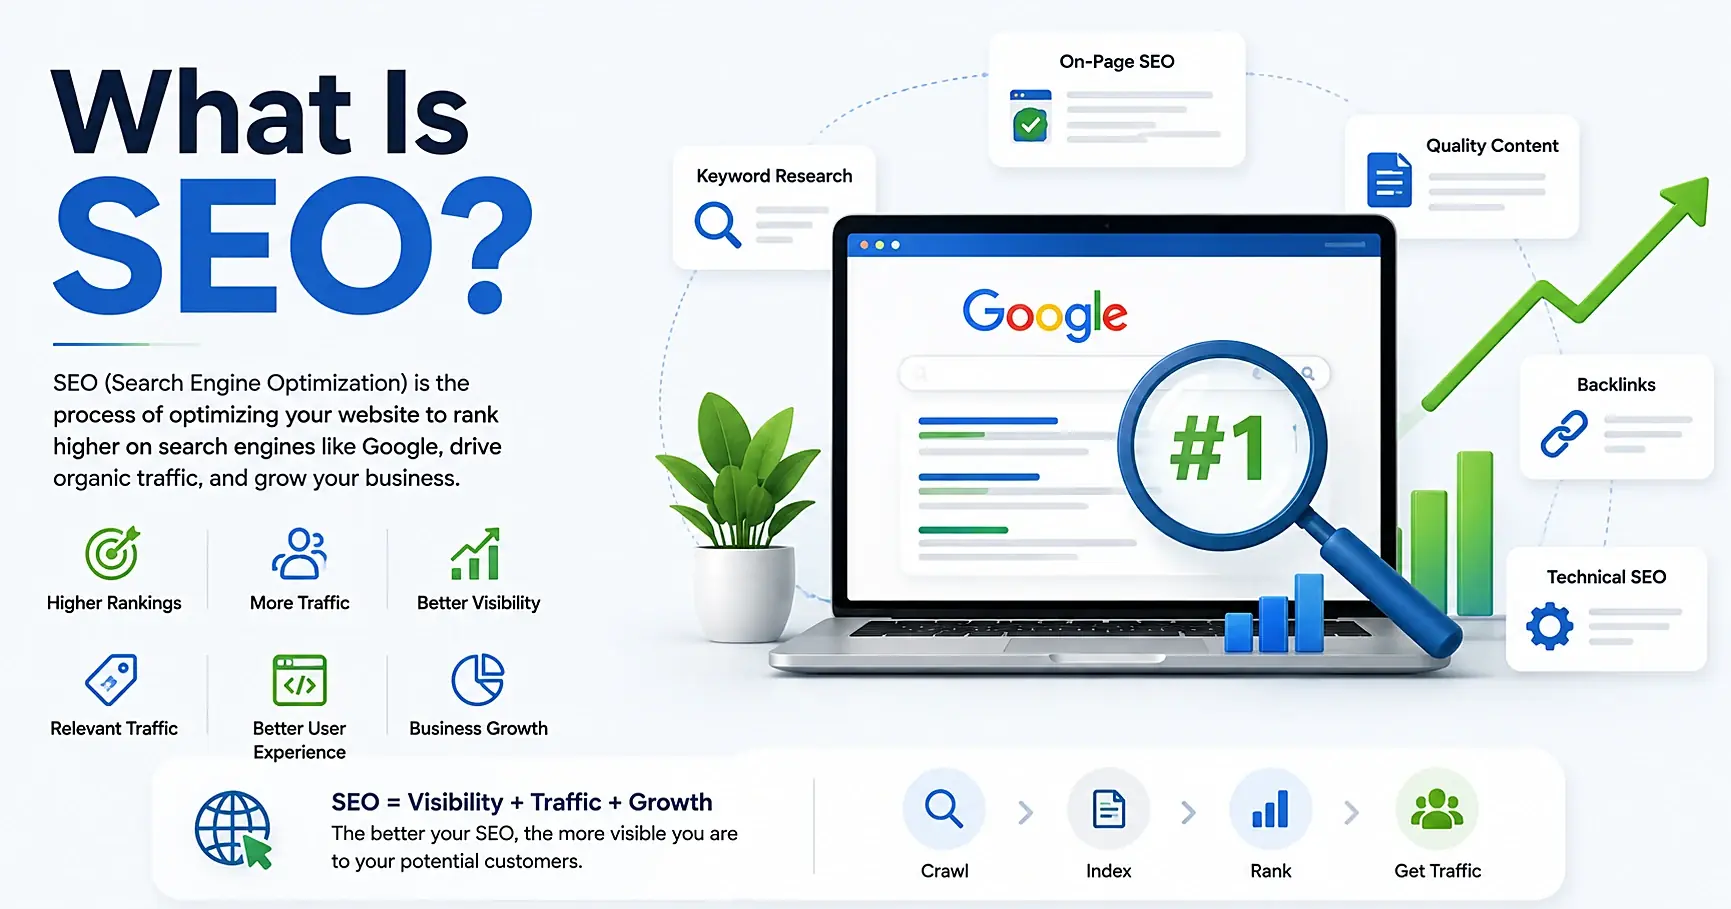 What Is
SEO?
SEO (Search Engine Optimization) is the
process of optimizing your website to rank
higher on search engines like Google, drive
organic traffic, and grow your business.
Higher Rankings
More Traffic
Better Visibility
Relevant Traffic
Better User
Experience
Business Growth
Keyword Research
On-Page SEO
Quality Content
Backlinks
Technical SEO
Google
#1
SEO = Visibility + Traffic + Growth
The better your SEO, the more visible you are
to your potential customers.
Crawl
Index
Rank
Get Traffic